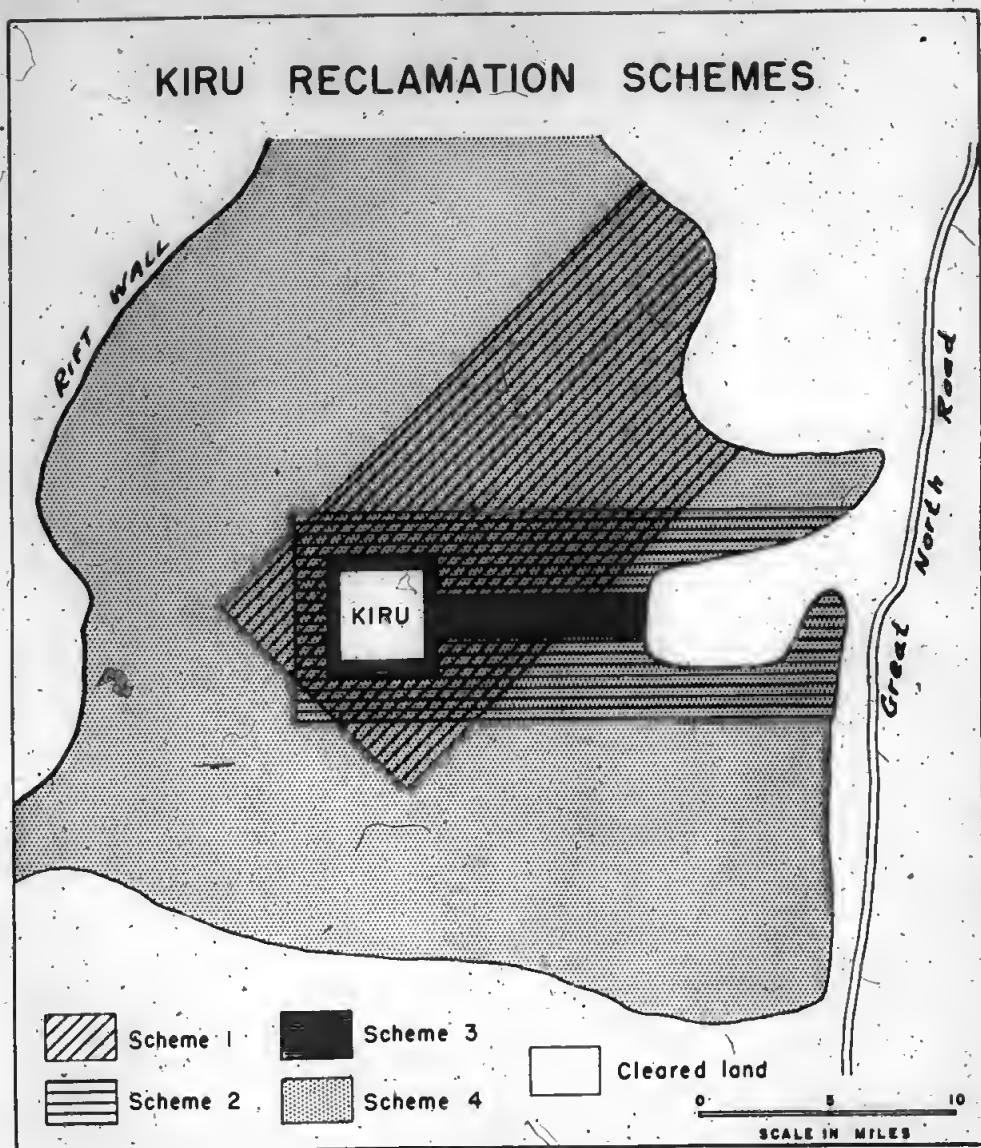 KIRU RECLAMATION SCHEMES
RIFT WALL
Great North Road
KIRU
Scheme 1
Scheme 3
Cleared land
Scheme 2
Scheme 4
0 5 10
SCALE IN MILES